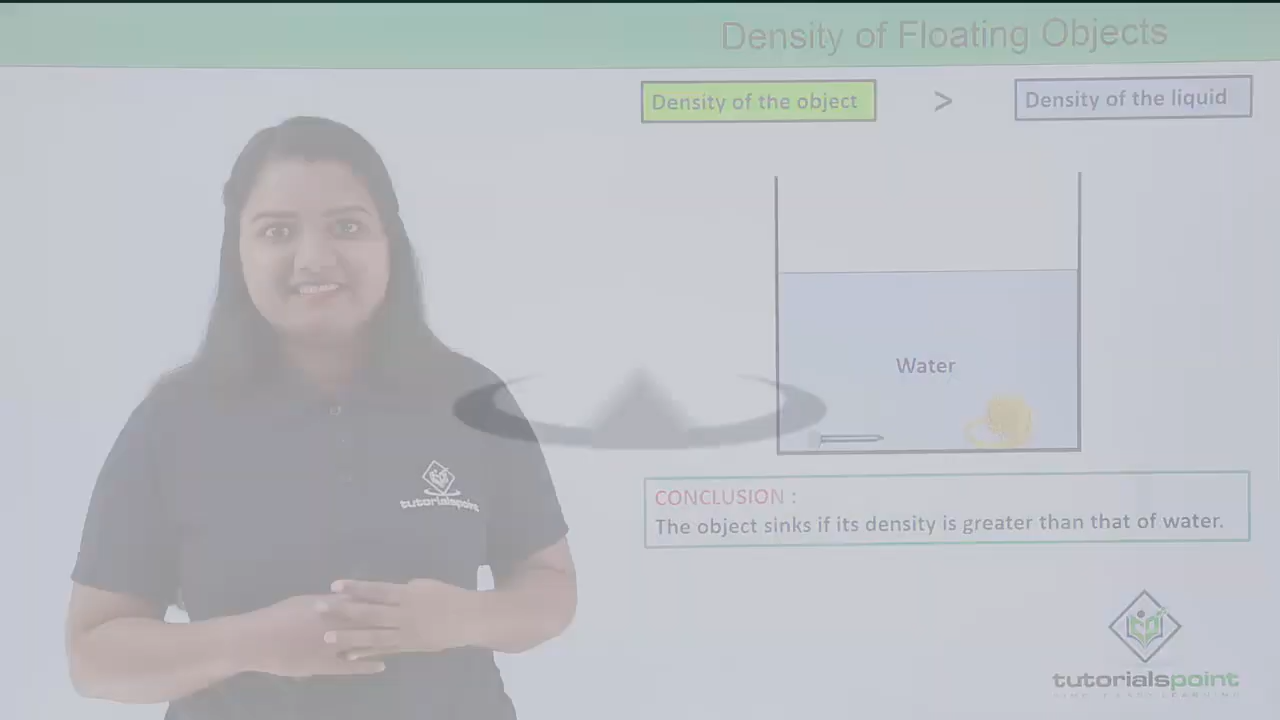 Density of Floating Objects
Density of the object > Density of the liquid
Water
CONCLUSION :
The object sinks if its density is greater than that of water.
tutorialspoint
tutorialspoint